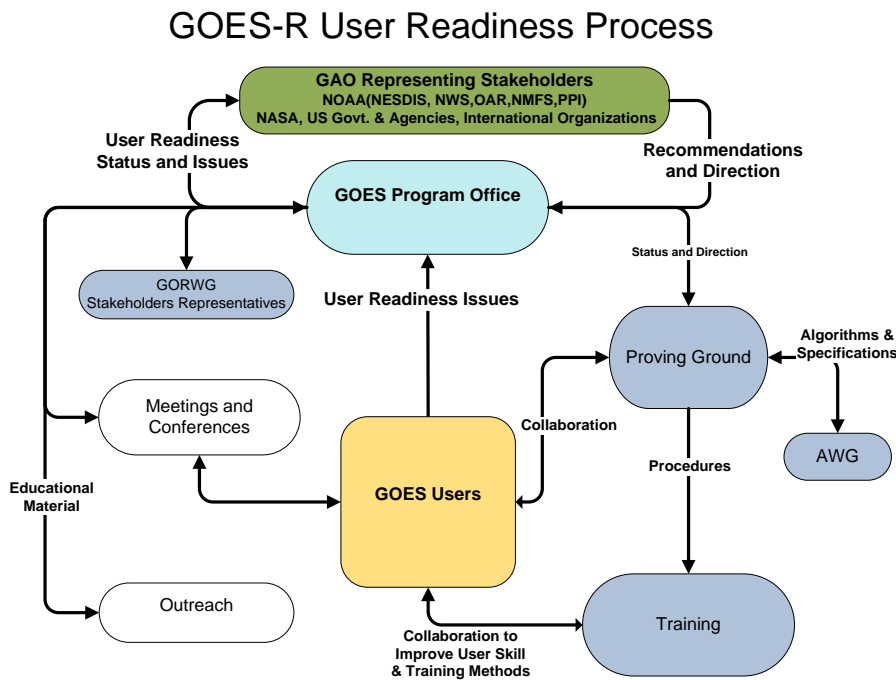 GOES-R User Readiness Process
GAO Representing Stakeholders
NOAA(NESDIS, NWS,OAR,NMFS,PPI)
NASA, US Govt. & Agencies, International Organizations
User Readiness
Status and Issues
Recommendations
and Direction
GOES Program Office
Status and Direction
GORWG
Stakeholders Representatives
User Readiness Issues
Proving Ground
Algorithms &
Specifications
Meetings and
Conferences
Collaboration
AWG
Procedures
GOES Users
Educational
Material
Outreach
Training
Collaboration to
Improve User Skill
& Training Methods